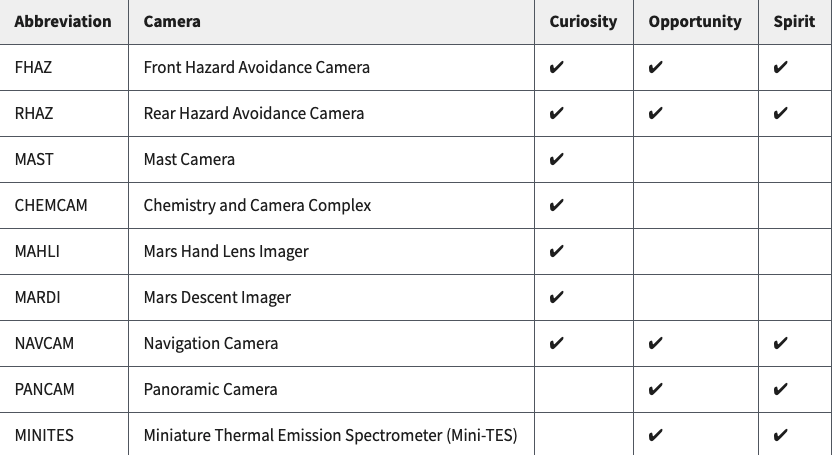 Abbreviation Camera Curiosity Opportunity Spirit
FHAZ Front Hazard Avoidance Camera ✔ ✔ ✔
RHAZ Rear Hazard Avoidance Camera ✔ ✔ ✔
MAST Mast Camera ✔
CHEMCAM Chemistry and Camera Complex ✔
MAHLI Mars Hand Lens Imager ✔
MARDI Mars Descent Imager ✔
NAVCAM Navigation Camera ✔ ✔ ✔
PANCAM Panoramic Camera ✔ ✔
MINITES Miniature Thermal Emission Spectrometer (Mini-TES) ✔ ✔